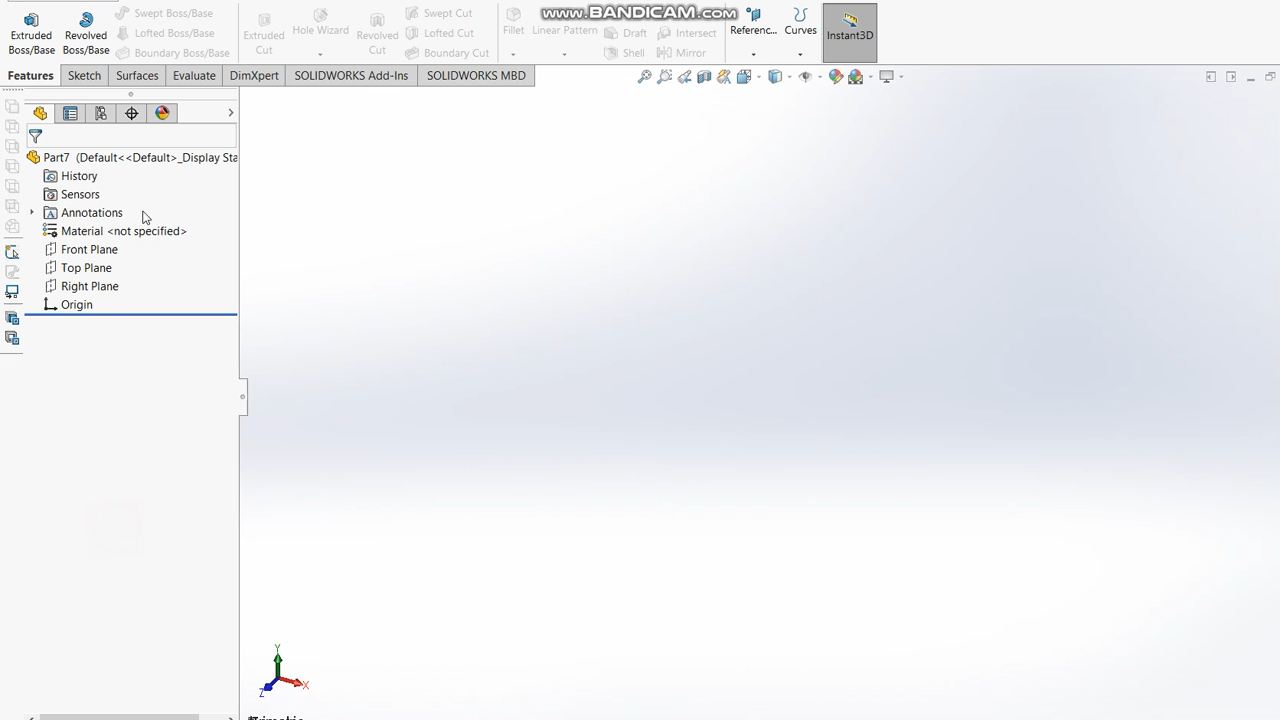 www.BANDICAM.com
Extruded Boss/Base
Revolved Boss/Base
Swept Boss/Base
Lofted Boss/Base
Boundary Boss/Base
Extruded Cut
Hole Wizard
Revolved Cut
Swept Cut
Lofted Cut
Boundary Cut
Fillet
Linear Pattern
Draft
Shell
Intersect
Mirror
Referenc...
Curves
Instant3D
Features
Sketch
Surfaces
Evaluate
DimXpert
SOLIDWORKS Add-Ins
SOLIDWORKS MBD
Part7 (Default<<Default>_Display Sta
History
Sensors
Annotations
Material <not specified>
Front Plane
Top Plane
Right Plane
Origin
Y
X
Z